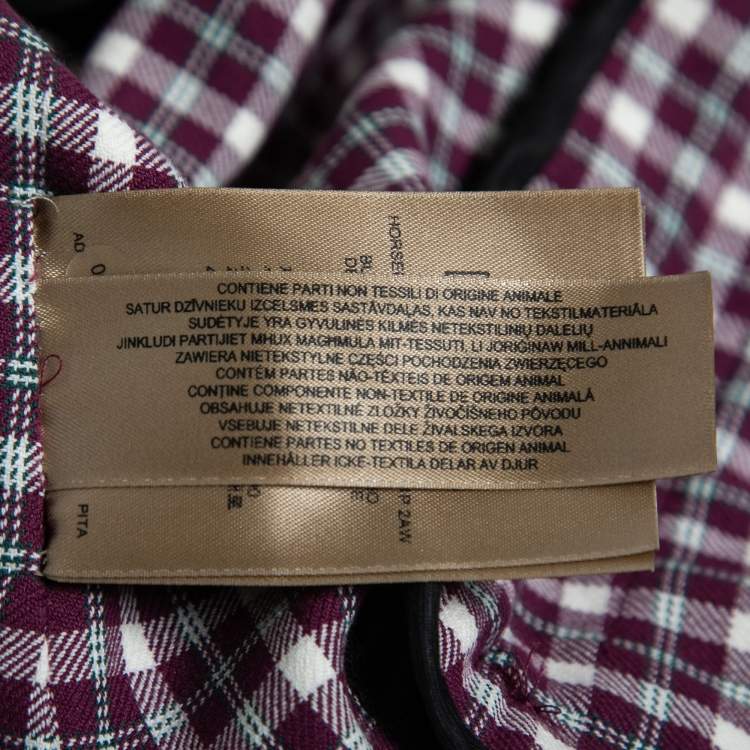 CONTIENE PARTI NON TESSILI DI ORIGINE ANIMALE
SATUR DZĪVNIEKU IZCELSMES SASTĀVDAĻAS, KAS NAV NO TEKSTILMATERIĀLA
SUDĖTYJE YRA GYVULINĖS KILMĖS NETEKSTILINIŲ DALELIŲ
JINKLUDI PARTIJIET MHUX MAGHMULA MIT-TESSUTI, LI JORIĠINAW MILL-ANNIMALI
ZAWIERA NIETEKSTYLNE CZĘŚCI POCHODZENIA ZWIERZĘCEGO
CONTÉM PARTES NÃO-TÊXTEIS DE ORIGEM ANIMAL
CONŢINE COMPONENTE NON-TEXTILE DE ORIGINE ANIMALĂ
OBSAHUJE NETEXTILNÉ ZLOŽKY ŽIVOČÍŠNEHO PÔVODU
VSEBUJE NETEKSTILNE DELE ŽIVALSKEGA IZVORA
CONTIENE PARTES NO TEXTILES DE ORIGEN ANIMAL
INNEHÅLLER ICKE-TEXTILA DELAR AV DJUR
PITA
2AW